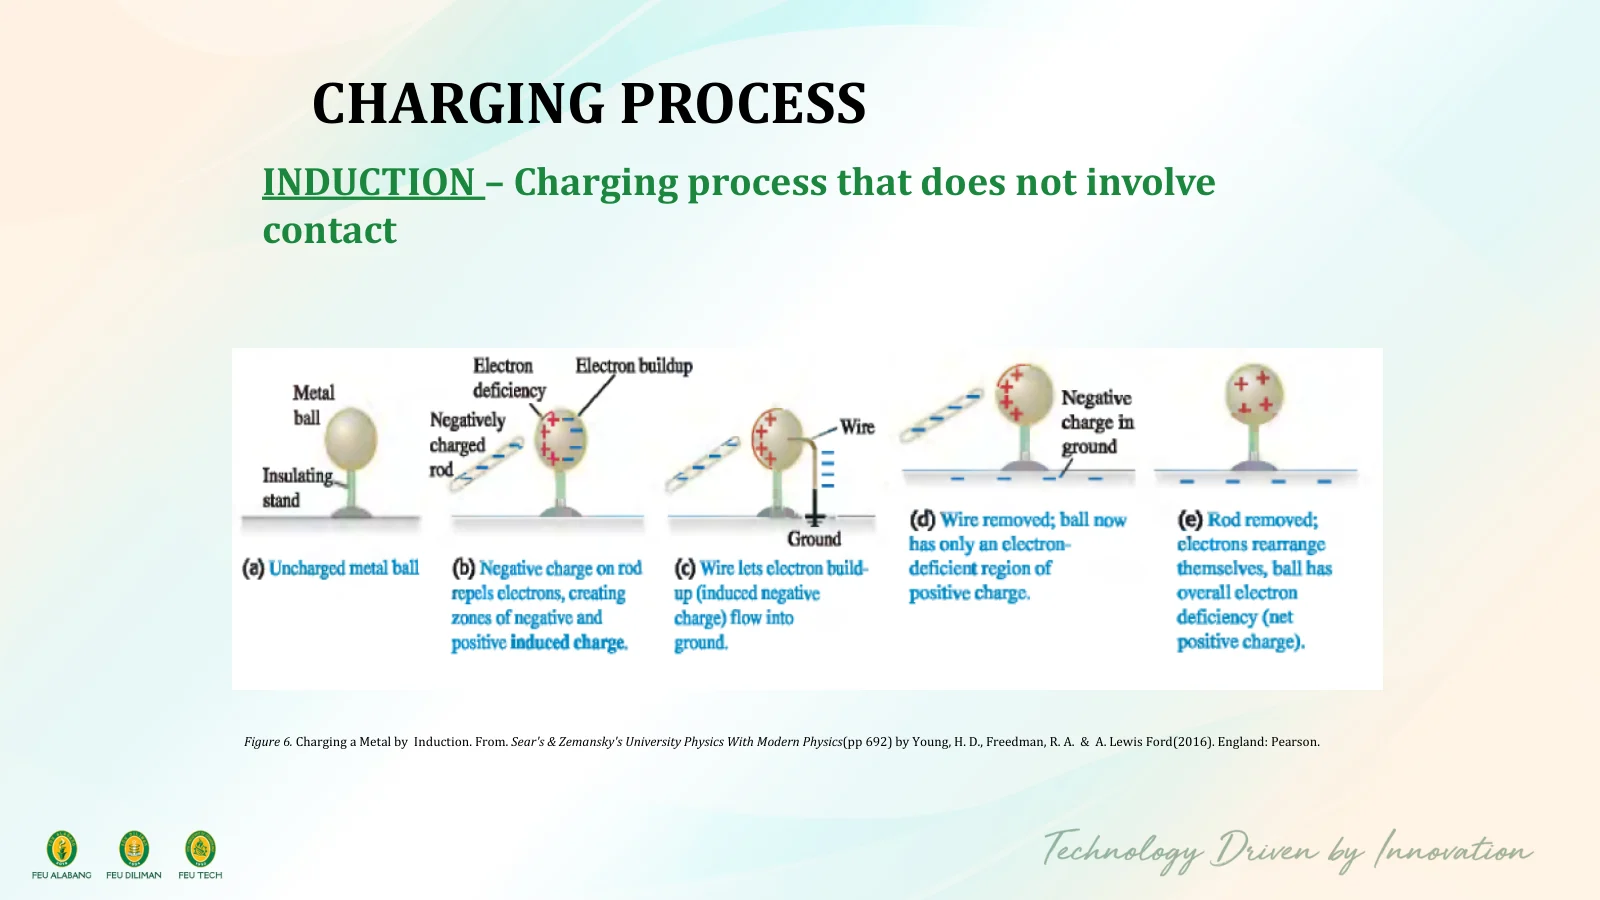 CHARGING PROCESS
INDUCTION – Charging process that does not involve
contact
Metal
ball
Insulating
stand
(a) Uncharged metal ball
Electron
deficiency
Electron buildup
Negatively
charged
rod
(b) Negative charge on rod
repels electrons, creating
zones of negative and
positive induced charge.
Wire
Ground
(c) Wire lets electron build-
up (induced negative
charge) flow into
ground.
Negative
charge in
ground
(d) Wire removed; ball now
has only an electron-
deficient region of
positive charge.
(e) Rod removed;
electrons rearrange
themselves, ball has
overall electron
deficiency (net
positive charge).
Figure 6. Charging a Metal by Induction. From. Sear's & Zemansky's University Physics With Modern Physics(pp 692) by Young, H. D., Freedman, R. A. & A. Lewis Ford(2016). England: Pearson.
FEU ALABANG
FEU DILIMAN
FEU TECH
Technology Driven by Innovation